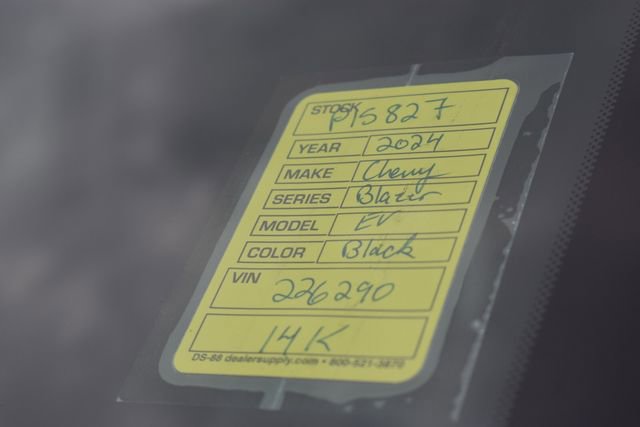 STOCK P15827
YEAR 2024
MAKE Chevy
SERIES Blazer
MODEL EV
COLOR Black
VIN 226290
14K
DS-88 dealersupply.com • 800-521-3870